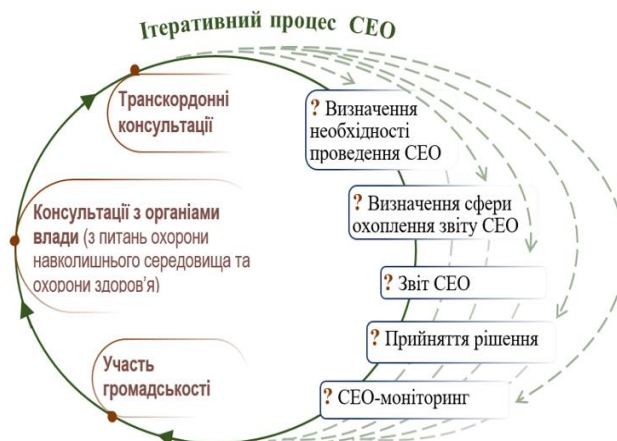 Ітеративний процес СЕО
Транскордонні
консультації
Консультації з органіами
влади (з питань охорони
навколишнього середовища та
охорони здоров’я)
Участь
громадськості
? Визначення
необхідності
проведення СЕО
? Визначення сфери
охоплення звіту СЕО
? Звіт СЕО
? Прийняття рішення
? СЕО-моніторинг